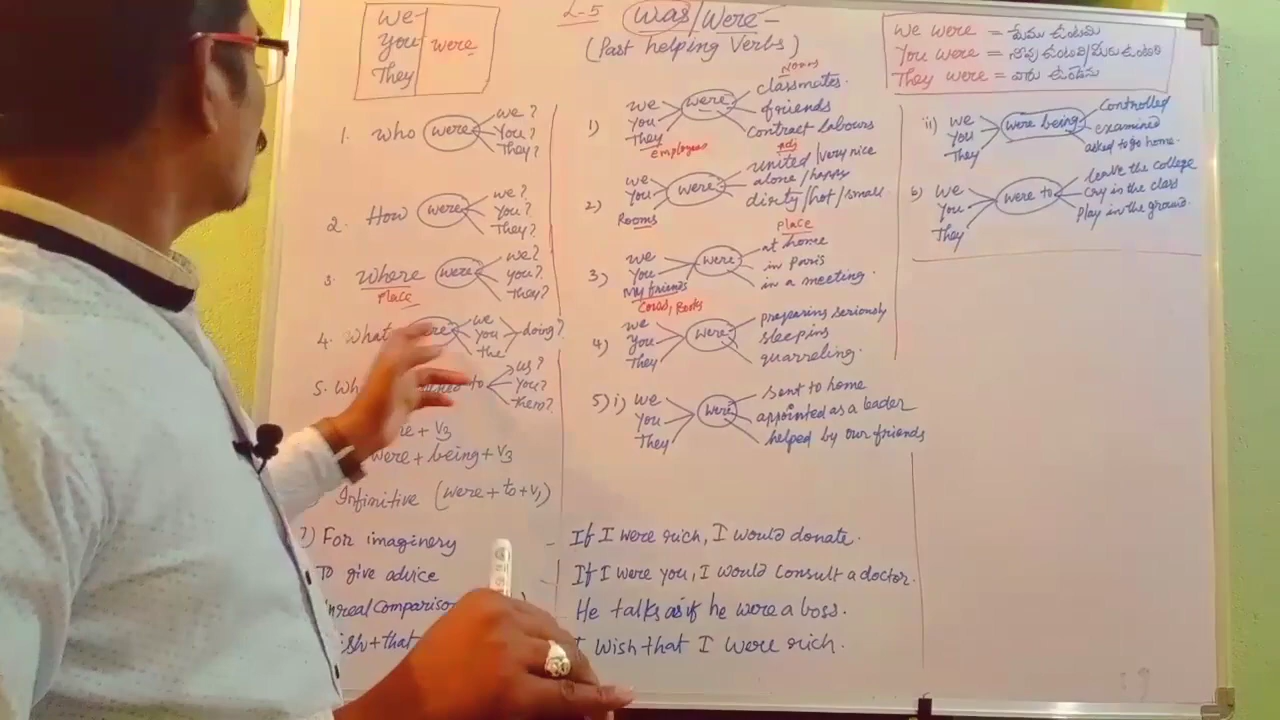 L-5 Was/Were -
(Past helping Verbs)
We
You
They
were
We were = మేము ఉంటిమి
You were = నీవు ఉంటివి/మీరు ఉంటిరి
They were = వారు ఉండెను
1. Who were we?
You?
They?
2. How were we?
You?
They?
3. Where were we?
you?
they?
Place
4. What we
you
the
doing?
5. Wh to us?
You?
them?
+ V3
were + being + V3
Infinitive (were + to + V1)
7) For imaginery - If I were rich, I would donate.
To give advice - If I were you, I would consult a doctor.
He talks as if he were a boss.
+ that wish that I were rich.
Nouns
1) We
You
They
were
classmates.
friends
Contract labours
employees
adj
2) We
You
Rooms
were
united/very nice
alone/happy
dirty/hot/small
Place
3) We
You
My friends
were
at home
in Paris
in a meeting.
Cows, Books
4) We
You
They
were
preparing seriously
sleeping
quarreling.
5) i) We
You
They
were
sent to home
appointed as a leader
helped by our friends
ii) We
You
They
were being
Controlled
examined
asked to go home.
6) We
You
They
were to
leave the college
Cry in the class
Play in the ground.